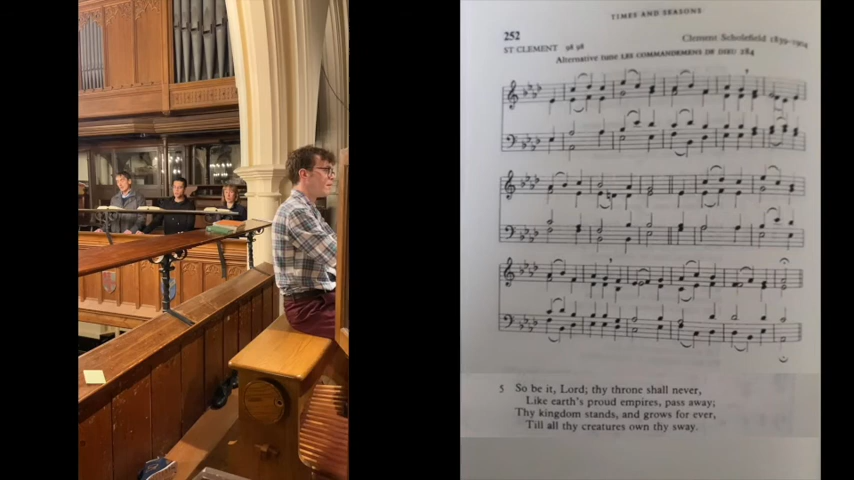 TIMES AND SEASONS
252
Clement Scholefield 1839-1904
ST CLEMENT 98 98
Alternative tune LES COMMANDEMENS DE DIEU 284
5 So be it, Lord; thy throne shall never,
Like earth's proud empires, pass away;
Thy kingdom stands, and grows for ever,
Till all thy creatures own thy sway.